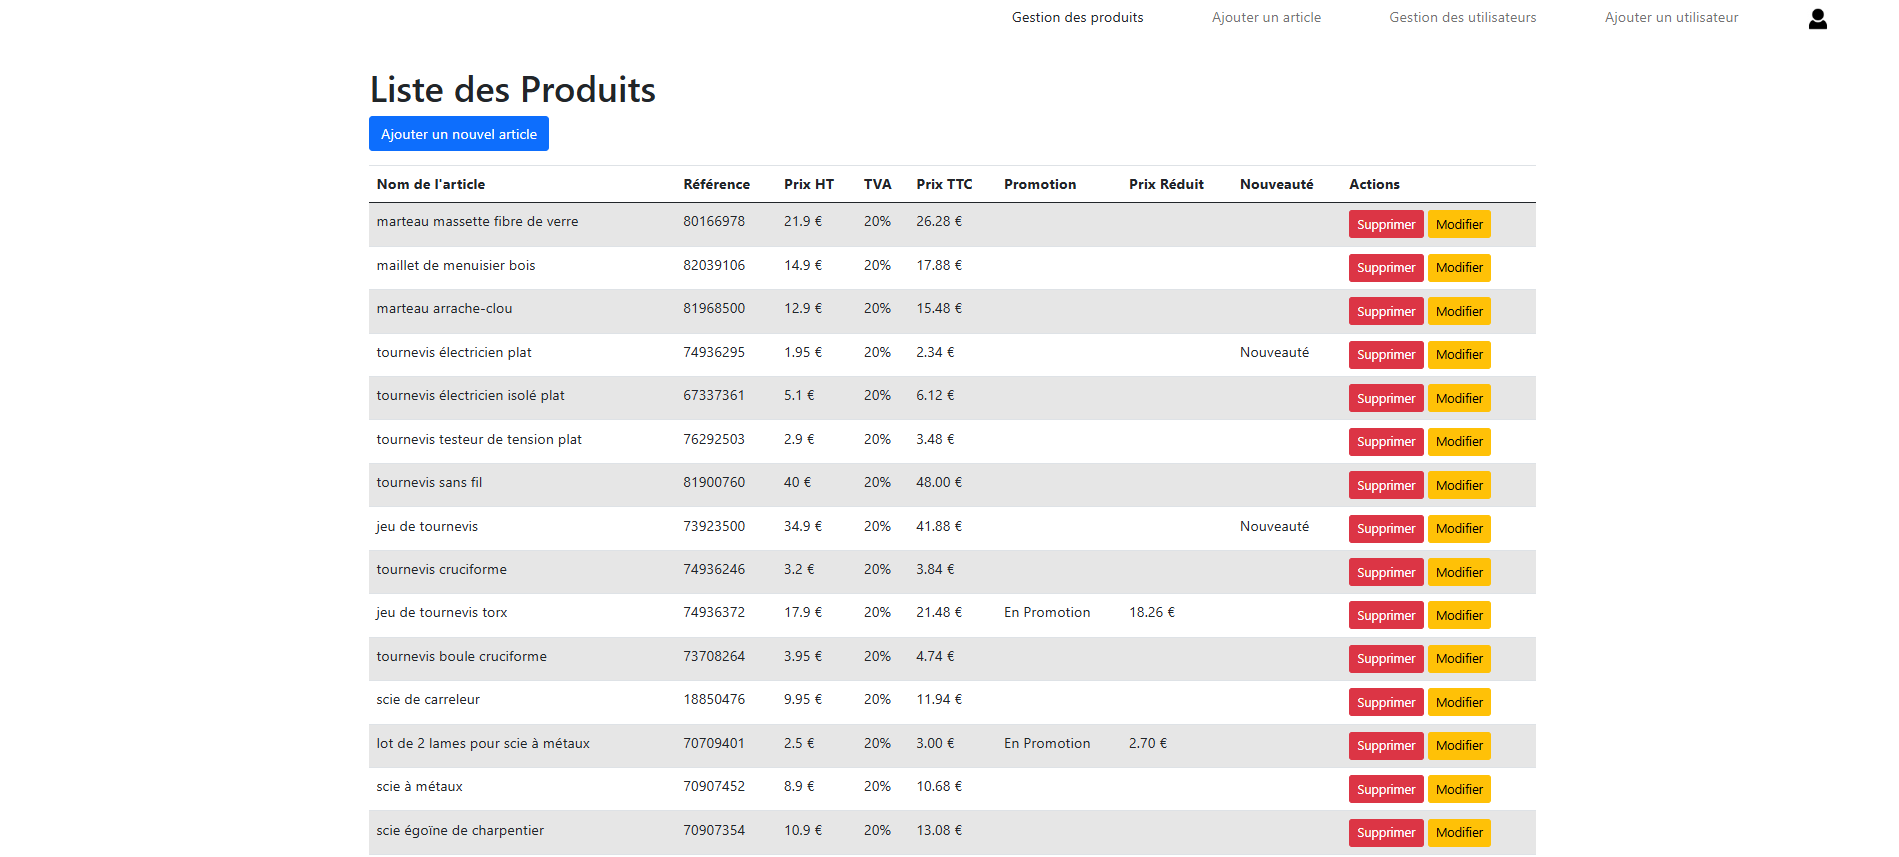 Gestion des produits Ajouter un article Gestion des utilisateurs Ajouter un utilisateur
Liste des Produits
Ajouter un nouvel article
Nom de l'article Référence Prix HT TVA Prix TTC Promotion Prix Réduit Nouveauté Actions
marteau massette fibre de verre 80166978 21.9 € 20% 26.28 € Supprimer Modifier
maillet de menuisier bois 82039106 14.9 € 20% 17.88 € Supprimer Modifier
marteau arrache-clou 81968500 12.9 € 20% 15.48 € Supprimer Modifier
tournevis électricien plat 74936295 1.95 € 20% 2.34 € Nouveauté Supprimer Modifier
tournevis électricien isolé plat 67337361 5.1 € 20% 6.12 € Supprimer Modifier
tournevis testeur de tension plat 76292503 2.9 € 20% 3.48 € Supprimer Modifier
tournevis sans fil 81900760 40 € 20% 48.00 € Supprimer Modifier
jeu de tournevis 73923500 34.9 € 20% 41.88 € Nouveauté Supprimer Modifier
tournevis cruciforme 74936246 3.2 € 20% 3.84 € Supprimer Modifier
jeu de tournevis torx 74936372 17.9 € 20% 21.48 € En Promotion 18.26 € Supprimer Modifier
tournevis boule cruciforme 73708264 3.95 € 20% 4.74 € Supprimer Modifier
scie de carreleur 18850476 9.95 € 20% 11.94 € Supprimer Modifier
lot de 2 lames pour scie à métaux 70709401 2.5 € 20% 3.00 € En Promotion 2.70 € Supprimer Modifier
scie à métaux 70907452 8.9 € 20% 10.68 € Supprimer Modifier
scie égoïne de charpentier 70907354 10.9 € 20% 13.08 € Supprimer Modifier